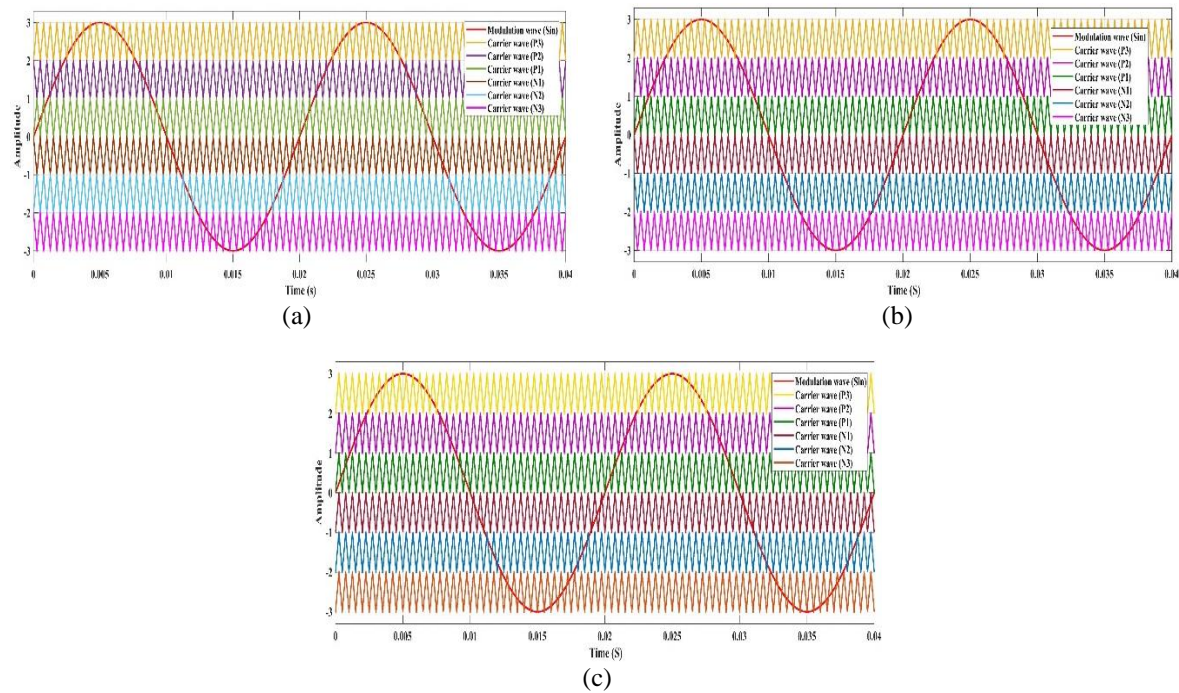 3
2
1
0
-1
-2
-3
Amplitude
Modulation wave (Sin)
Carrier wave (P3)
Carrier wave (P2)
Carrier wave (P1)
Carrier wave (N1)
Carrier wave (N2)
Carrier wave (N3)
0 0.005 0.01 0.015 0.02 0.025 0.03 0.035 0.04
Time (s)
(a)
3
2
1
0
-1
-2
-3
Amplitude
Modulation wave (Sin)
Carrier wave (P3)
Carrier wave (P2)
Carrier wave (P1)
Carrier wave (N1)
Carrier wave (N2)
Carrier wave (N3)
0 0.005 0.01 0.015 0.02 0.025 0.03 0.035 0.04
Time (S)
(b)
3
2
1
0
-1
-2
-3
Amplitude
Modulation wave (Sin)
Carrier wave (P3)
Carrier wave (P2)
Carrier wave (P1)
Carrier wave (N1)
Carrier wave (N2)
Carrier wave (N3)
0 0.005 0.01 0.015 0.02 0.025 0.03 0.035 0.04
Time (S)
(c)